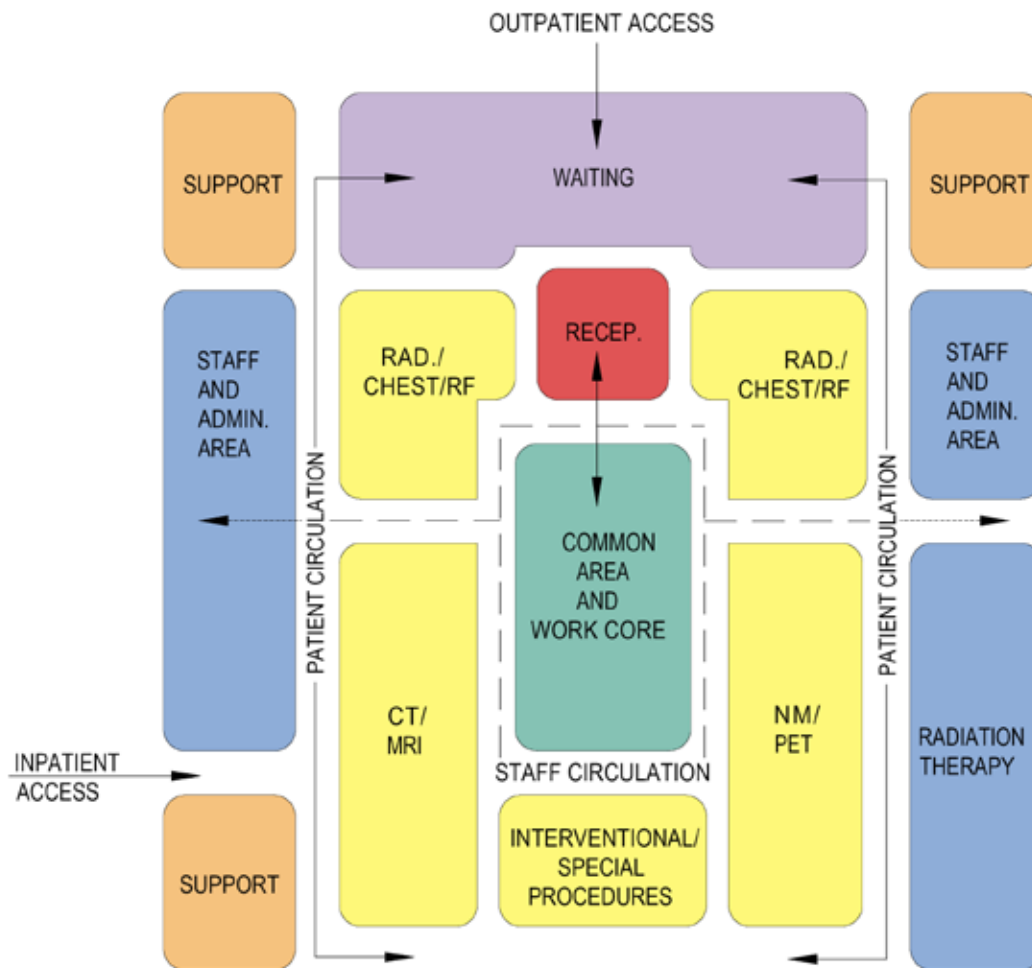 OUTPATIENT ACCESS
SUPPORT
WAITING
SUPPORT
RECEP.
RAD./
CHEST/RF
RAD./
CHEST/RF
STAFF
AND
ADMIN.
AREA
STAFF
AND
ADMIN.
AREA
PATIENT CIRCULATION
PATIENT CIRCULATION
COMMON
AREA
AND
WORK CORE
CT/
MRI
NM/
PET
RADIATION
THERAPY
INPATIENT
ACCESS
STAFF CIRCULATION
INTERVENTIONAL/
SPECIAL
PROCEDURES
SUPPORT